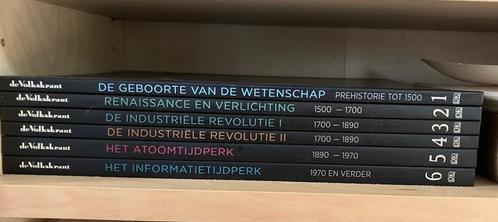 de Volkskrant DE GEBOORTE VAN DE WETENSCHAP PREHISTORIE TOT 1500 1
de Volkskrant RENAISSANCE EN VERLICHTING 1500 – 1700 2
de Volkskrant DE INDUSTRIËLE REVOLUTIE I 1700 – 1890 3
de Volkskrant DE INDUSTRIËLE REVOLUTIE II 1700 – 1890 4
de Volkskrant HET ATOOMTIJDPERK 1890 – 1970 5
de Volkskrant HET INFORMATIETIJDPERK 1970 EN VERDER 6